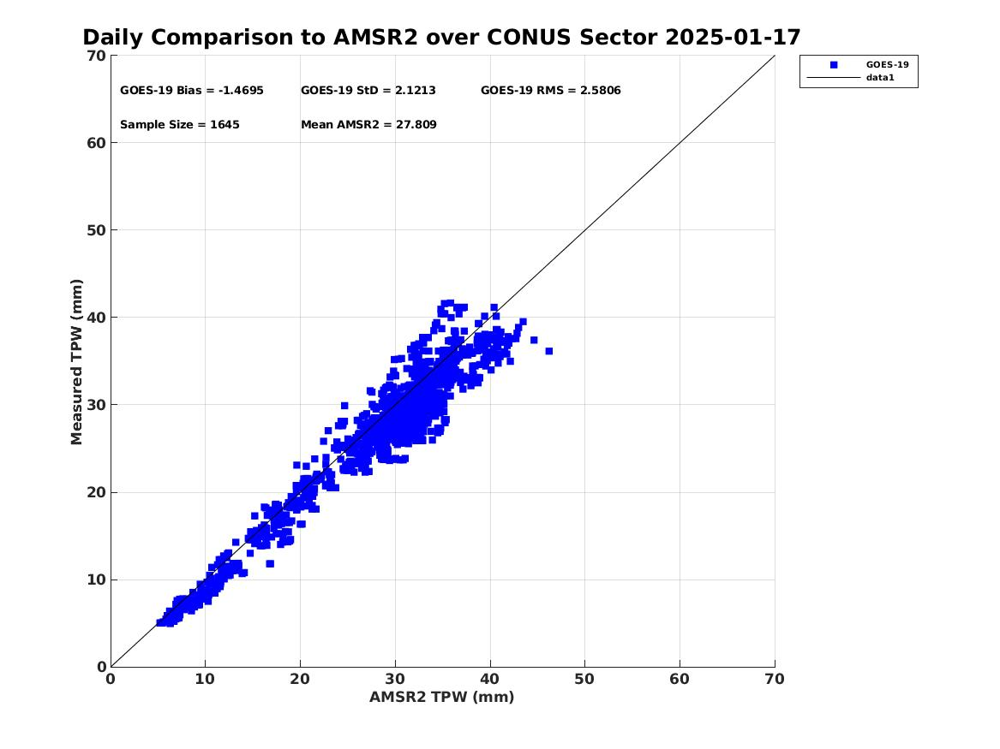 Daily Comparison to AMSR2 over CONUS Sector 2025-01-17
GOES-19 Bias = -1.4695 GOES-19 StD = 2.1213 GOES-19 RMS = 2.5806
Sample Size = 1645 Mean AMSR2 = 27.809
GOES-19
data1
Measured TPW (mm)
70
60
50
40
30
20
10
0
0 10 20 30 40 50 60 70
AMSR2 TPW (mm)